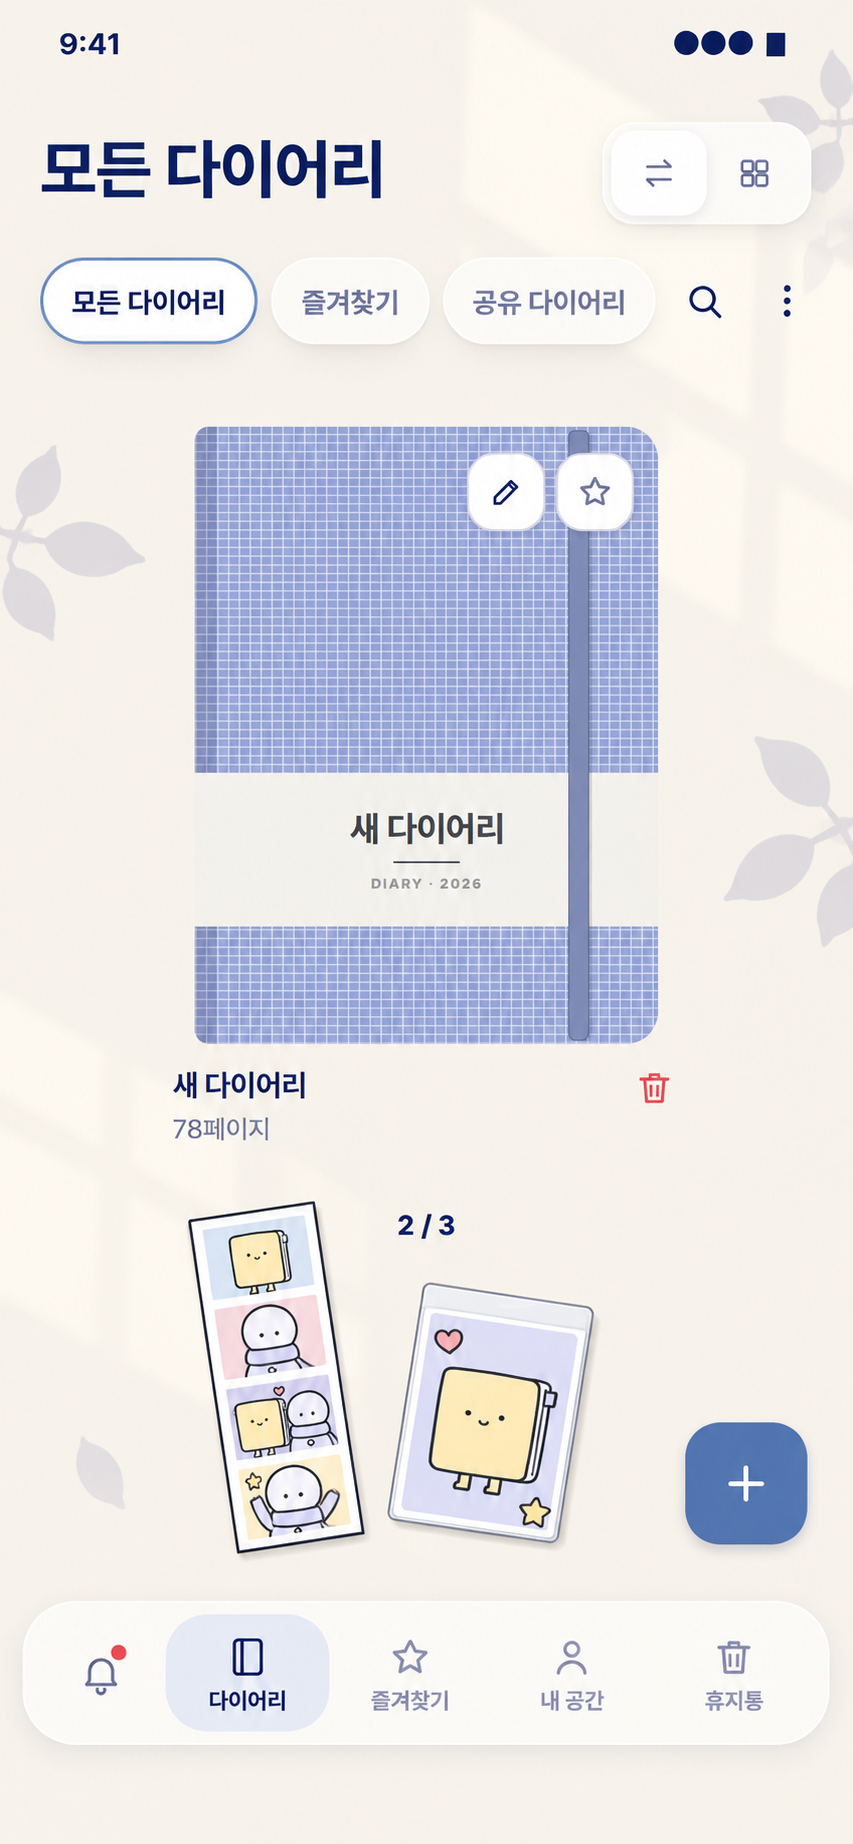 9:41
모든 다이어리
모든 다이어리
즐겨찾기
공유 다이어리
새 다이어리
DIARY · 2026
새 다이어리
78페이지
2 / 3
다이어리
즐겨찾기
내 공간
휴지통